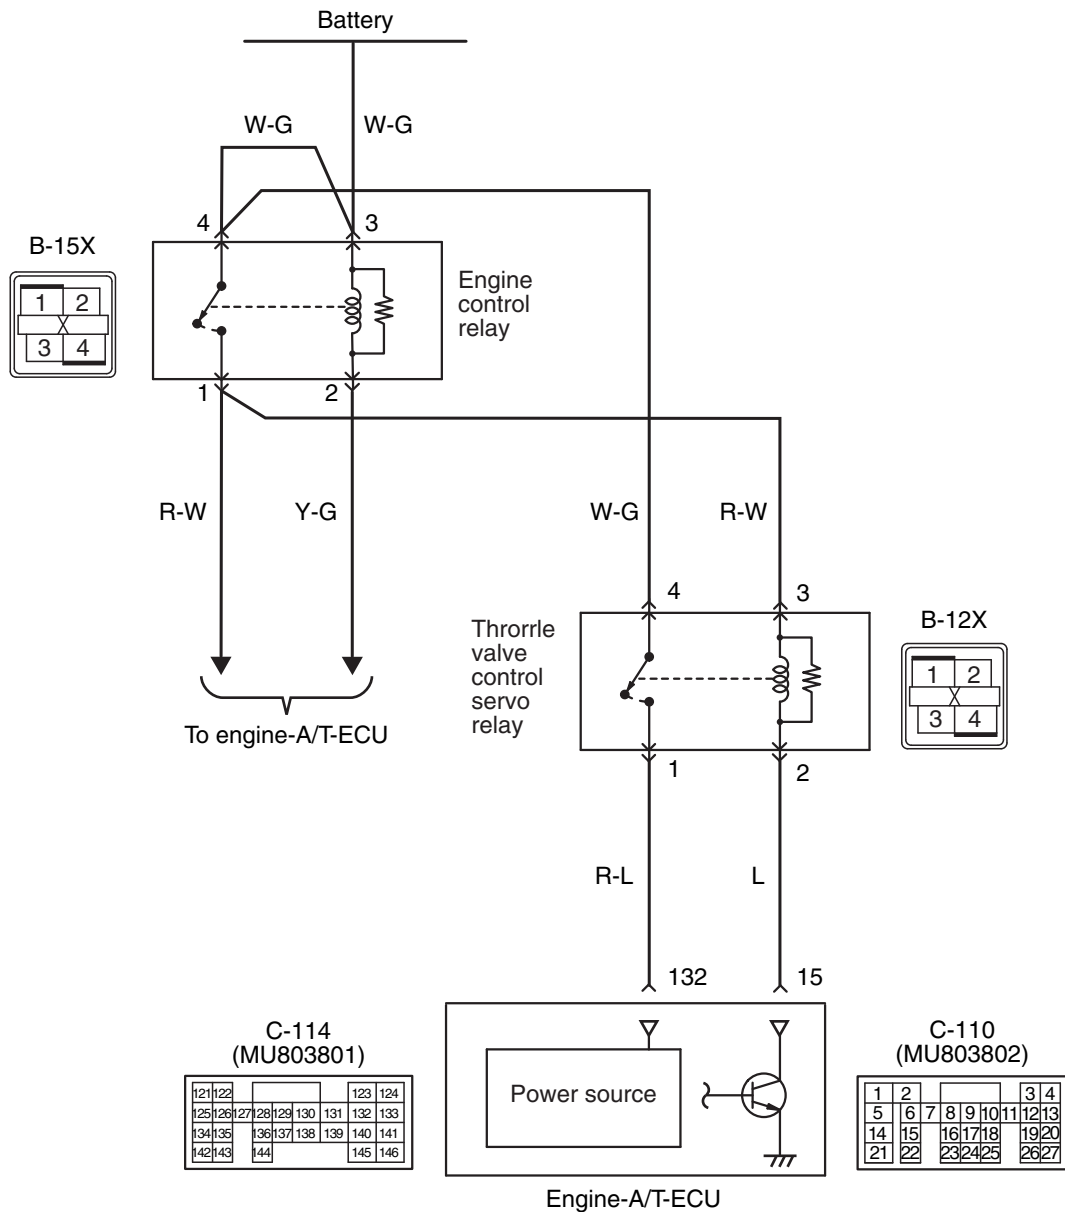 Battery
W-G
W-G
4
3
B-15X
1 2
3 4
Engine
control
relay
1
2
R-W
Y-G
W-G
R-W
4
3
Throrrle
valve
control
servo
relay
B-12X
1 2
3 4
To engine-A/T-ECU
1
2
R-L
L
132
15
C-114
(MU803801)
121 122 123 124
125 126 127 128 129 130 131 132 133
134 135 136 137 138 139 140 141
142 143 144 145 146
Power source
C-110
(MU803802)
1 2 3 4
5 6 7 8 9 10 11 12 13
14 15 16 17 18 19 20
21 22 23 24 25 26 27
Engine-A/T-ECU